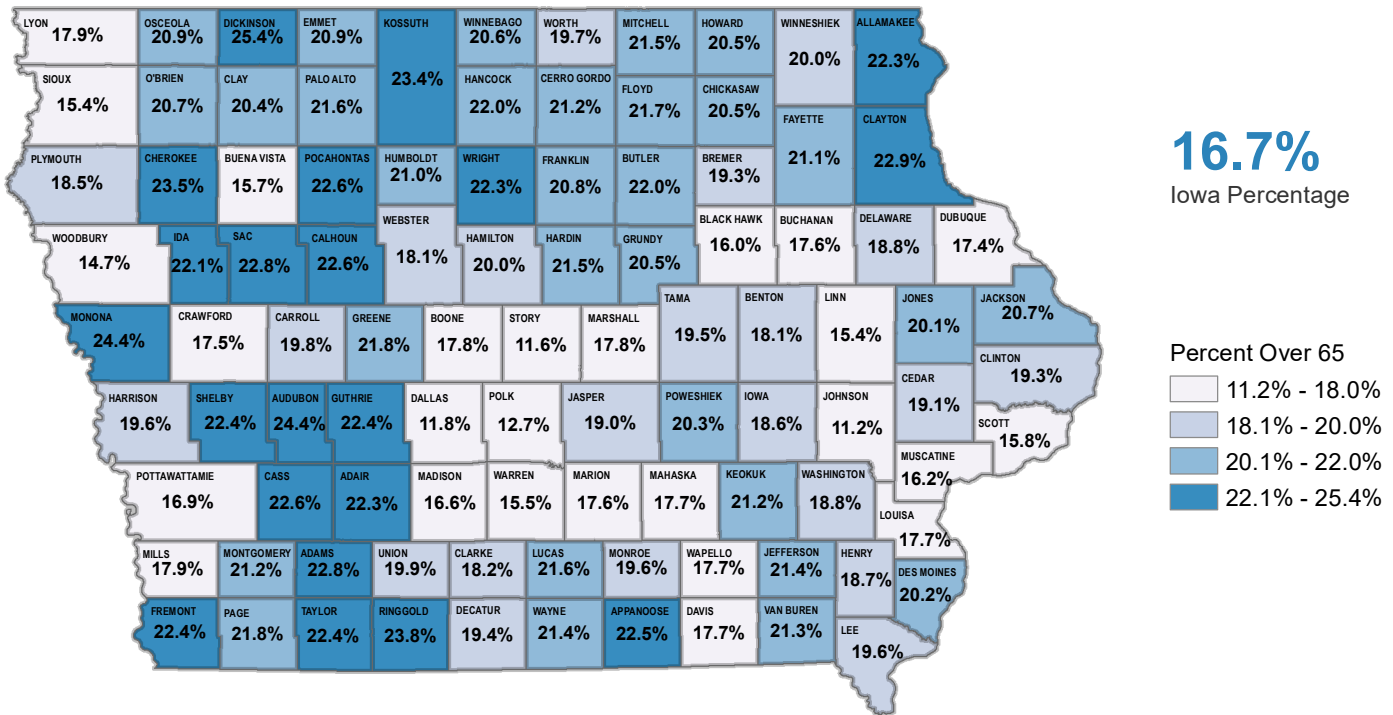 LYON
17.9%
OSCEOLA
20.9%
DICKINSON
25.4%
EMMET
20.9%
KOSSUTH
23.4%
WINNEBAGO
20.6%
WORTH
19.7%
MITCHELL
21.5%
HOWARD
20.5%
WINNESHIEK
20.0%
ALLAMAKEE
22.3%
SIOUX
15.4%
O'BRIEN
20.7%
CLAY
20.4%
PALO ALTO
21.6%
HANCOCK
22.0%
CERRO GORDO
21.2%
FLOYD
21.7%
CHICKASAW
20.5%
FAYETTE
21.1%
CLAYTON
22.9%
PLYMOUTH
18.5%
CHEROKEE
23.5%
BUENA VISTA
15.7%
POCAHONTAS
22.6%
HUMBOLDT
21.0%
WRIGHT
22.3%
FRANKLIN
20.8%
BUTLER
22.0%
BREMER
19.3%
WOODBURY
14.7%
IDA
22.1%
SAC
22.8%
CALHOUN
22.6%
WEBSTER
18.1%
HAMILTON
20.0%
HARDIN
21.5%
GRUNDY
20.5%
BLACK HAWK
16.0%
BUCHANAN
17.6%
DELAWARE
18.8%
DUBUQUE
17.4%
MONONA
24.4%
CRAWFORD
17.5%
CARROLL
19.8%
GREENE
21.8%
BOONE
17.8%
STORY
11.6%
MARSHALL
17.8%
TAMA
19.5%
BENTON
18.1%
LINN
15.4%
JONES
20.1%
JACKSON
20.7%
CLINTON
19.3%
HARRISON
19.6%
SHELBY
22.4%
AUDUBON
24.4%
GUTHRIE
22.4%
DALLAS
11.8%
POLK
12.7%
JASPER
19.0%
POWESHIEK
20.3%
IOWA
18.6%
JOHNSON
11.2%
CEDAR
19.1%
SCOTT
15.8%
MUSCATINE
16.2%
POTTAWATTAMIE
16.9%
CASS
22.6%
ADAIR
22.3%
MADISON
16.6%
WARREN
15.5%
MARION
17.6%
MAHASKA
17.7%
KEOKUK
21.2%
WASHINGTON
18.8%
LOUISA
17.7%
MILLS
17.9%
MONTGOMERY
21.2%
ADAMS
22.8%
UNION
19.9%
CLARKE
18.2%
LUCAS
21.6%
MONROE
19.6%
WAPELLO
17.7%
JEFFERSON
21.4%
HENRY
18.7%
DES MOINES
20.2%
FREMONT
22.4%
PAGE
21.8%
TAYLOR
22.4%
RINGGOLD
23.8%
DECATUR
19.4%
WAYNE
21.4%
APPANOOSE
22.5%
DAVIS
17.7%
VAN BUREN
21.3%
LEE
19.6%
16.7%
Iowa Percentage
Percent Over 65
11.2% - 18.0%
18.1% - 20.0%
20.1% - 22.0%
22.1% - 25.4%